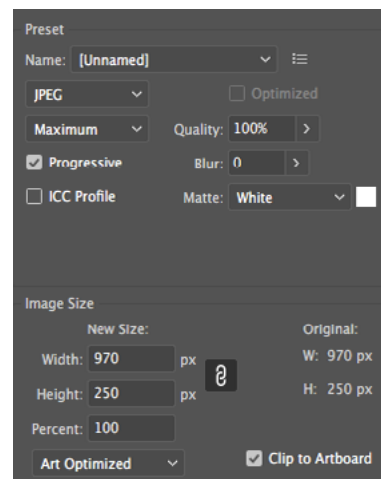 Preset
Name: [Unnamed]
JPEG Optimized
Maximum Quality: 100%
Progressive Blur: 0
ICC Profile Matte: White
Image Size
New Size: Original:
Width: 970 px W: 970 px
Height: 250 px H: 250 px
Percent: 100
Art Optimized Clip to Artboard